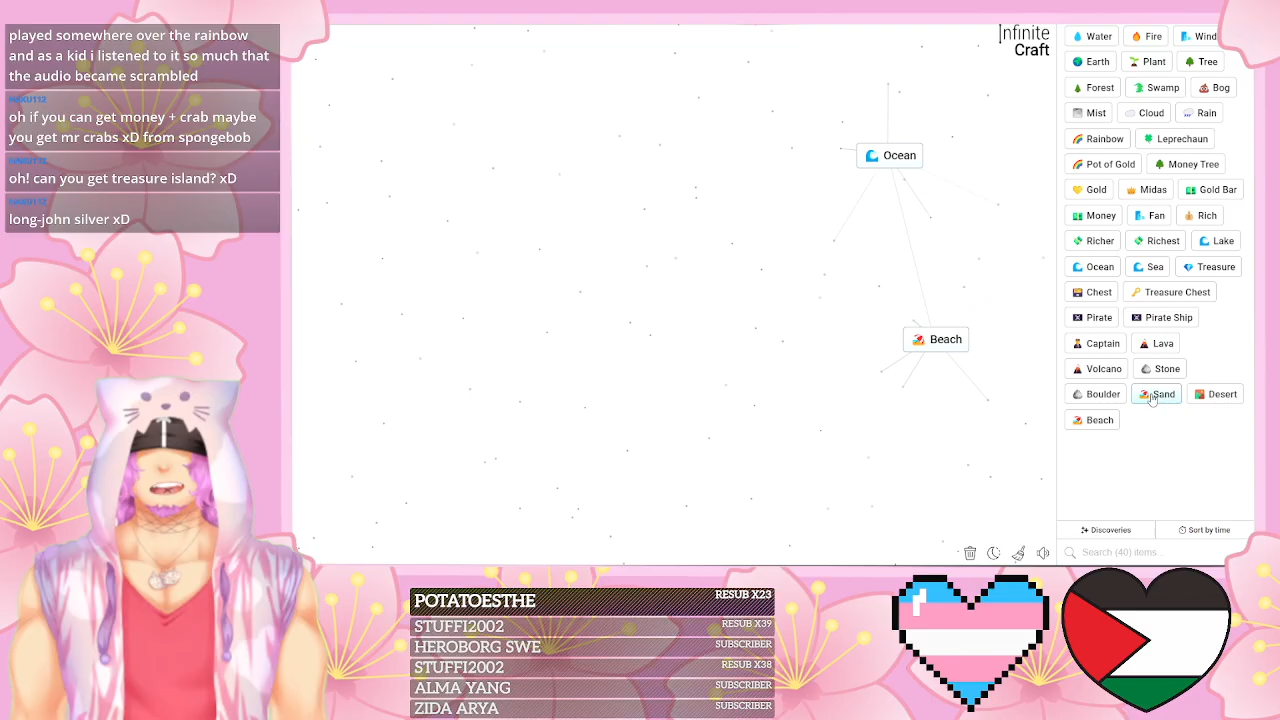 played somewhere over the rainbow
and as a kid i listened to it so much that
the audio became scrambled
oh if you can get money + crab maybe
you get mr crabs xD from spongebob
oh! can you get treasure island? xD
long-john silver xD
Infinite
Craft
Ocean
Beach
Water
Fire
Wind
Earth
Plant
Tree
Forest
Swamp
Bog
Mist
Cloud
Rain
Rainbow
Leprechaun
Pot of Gold
Money Tree
Gold
Midas
Gold Bar
Money
Fan
Rich
Richer
Richest
Lake
Ocean
Sea
Treasure
Chest
Treasure Chest
Pirate
Pirate Ship
Captain
Lava
Volcano
Stone
Boulder
Sand
Desert
Beach
Discoveries
Sort by time
Search (40) items...
POTATOESTHE RESUB X23
STUFFI2002 RESUB X39
HEROBORG SWE SUBSCRIBER
STUFFI2002 RESUB X38
ALMA YANG SUBSCRIBER
ZIDA ARYA SUBSCRIBER